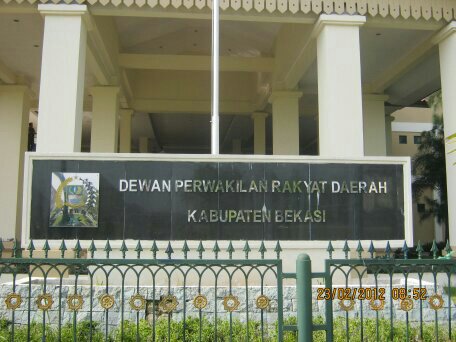 DEWAN PERWAKILAN RAKYAT DAERAH
KABUPATEN BEKASI
23/02/2012 08:52